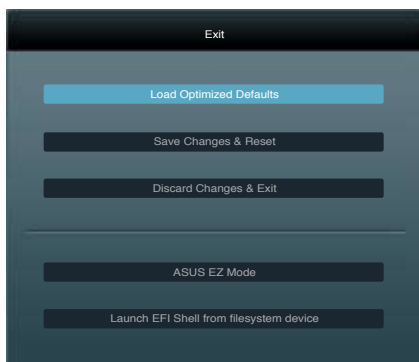 Exit
Load Optimized Defaults
Save Changes & Reset
Discard Changes & Exit
ASUS EZ Mode
Launch EFI Shell from filesystem device